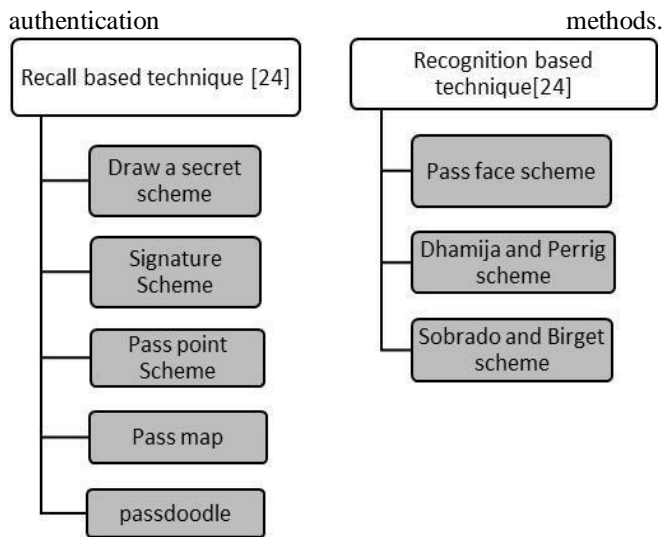 authentication methods.
Recall based technique [24]
Draw a secret
scheme
Signature
Scheme
Pass point
Scheme
Pass map
passdoodle
Recognition based
technique[24]
Pass face scheme
Dhamija and Perrig
scheme
Sobrado and Birget
scheme